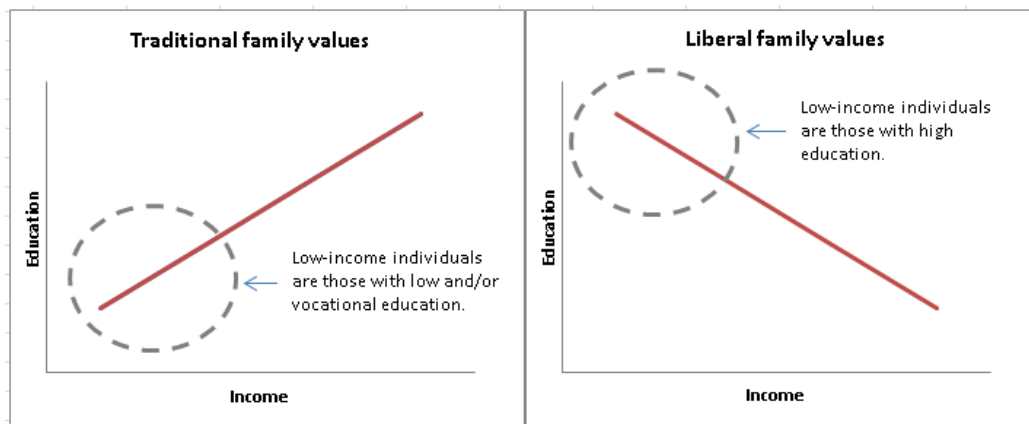 Traditional family values
Education
Low-income individuals
are those with low and/or
vocational education.
Income
Liberal family values
Education
Low-income individuals
are those with high
education.
Income